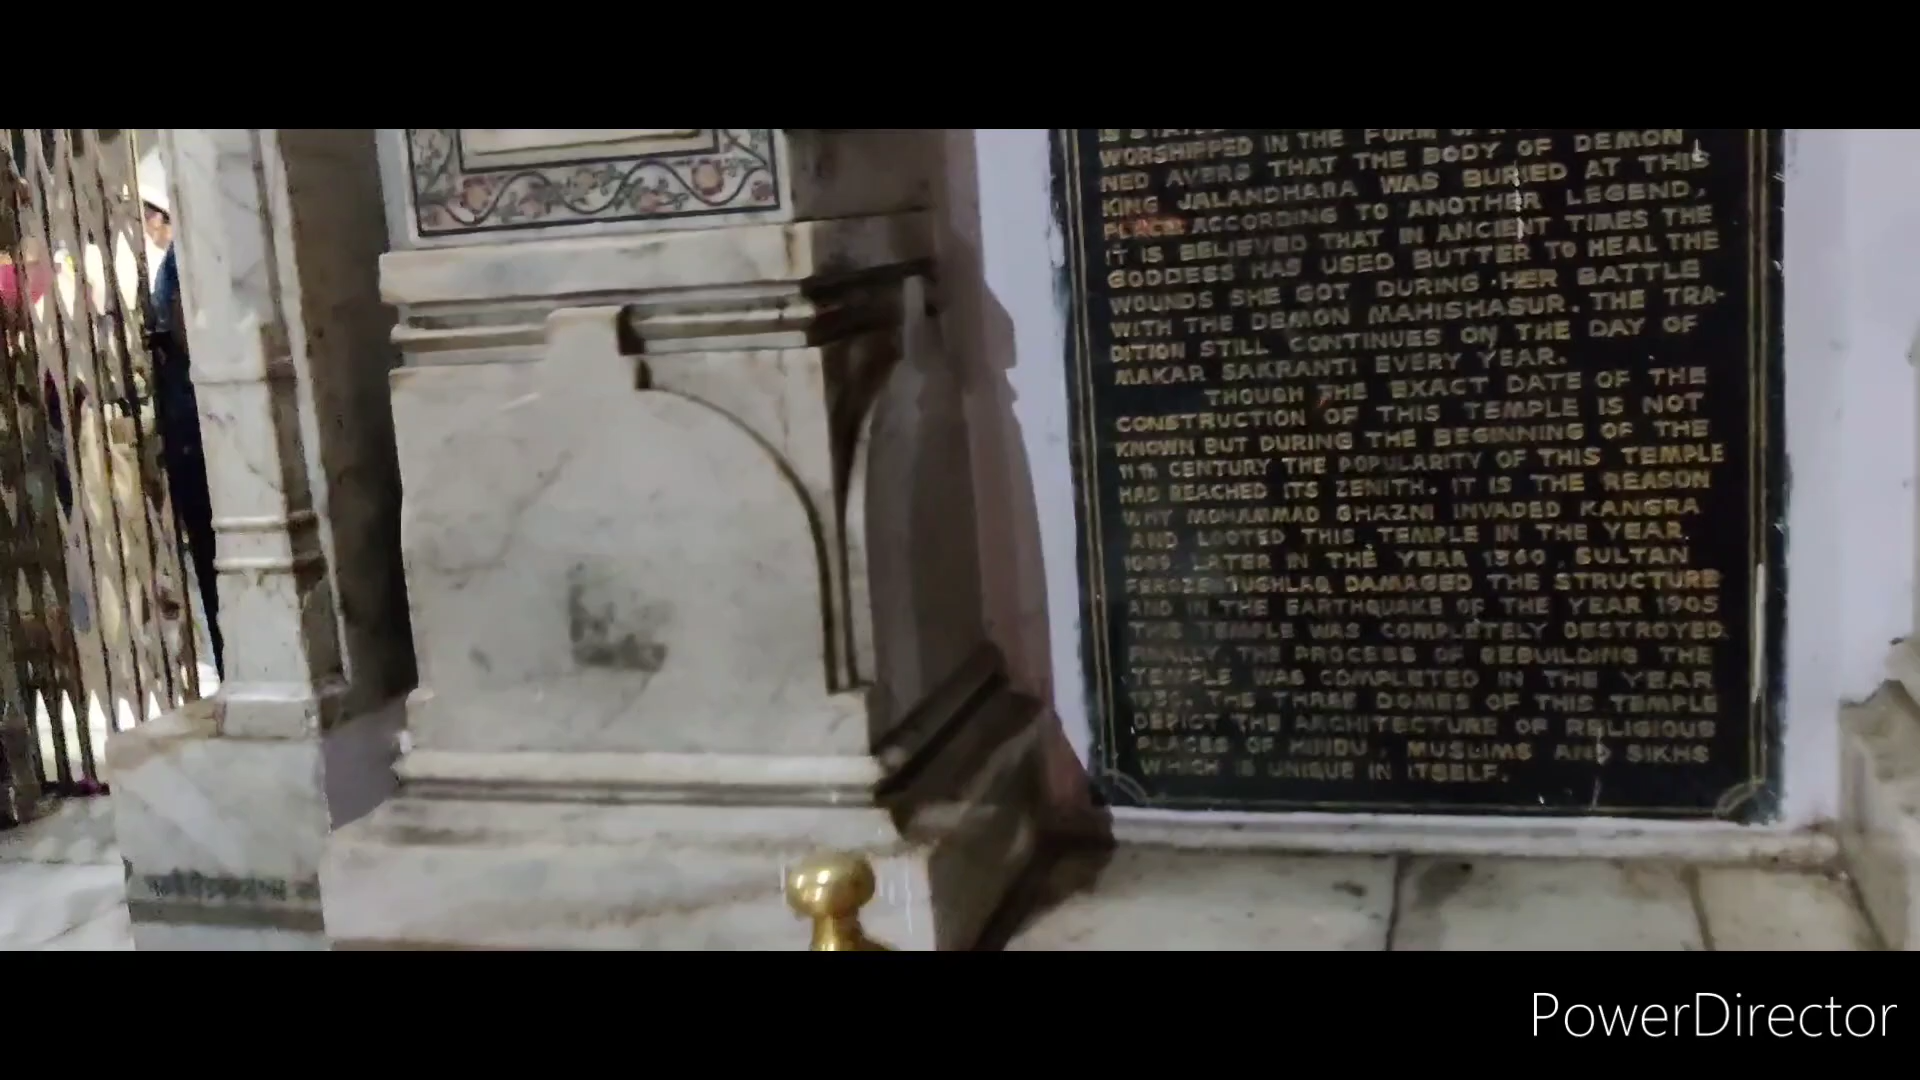 WORSHIPPED IN THE FORM OF
NED AVERS THAT THE BODY OF DEMON
KING JALANDHARA WAS BURIED AT THIS
PLACE ACCORDING TO ANOTHER LEGEND,
IT IS BELIEVED THAT IN ANCIENT TIMES THE
GODDESS HAS USED BUTTER TO HEAL THE
WOUNDS SHE GOT DURING HER BATTLE
WITH THE DEMON MAHISHASUR. THE TRA-
DITION STILL CONTINUES ON THE DAY OF
MAKAR SAKRANTI EVERY YEAR.
THOUGH THE EXACT DATE OF THE
CONSTRUCTION OF THIS TEMPLE IS NOT
KNOWN BUT DURING THE BEGINNING OF THE
11th CENTURY THE POPULARITY OF THIS TEMPLE
HAD REACHED ITS ZENITH. IT IS THE REASON
WHY MOHAMMAD GHAZNI INVADED KANGRA
AND LOOTED THIS TEMPLE IN THE YEAR.
1009. LATER IN THE YEAR 1360. SULTAN
FEROZE TUGHLAQ DAMAGED THE STRUCTURE
AND IN THE EARTHQUAKE OF THE YEAR 1905
THIS TEMPLE WAS COMPLETELY DESTROYED.
FINALLY THE PROCESS OF REBUILDING THE
TEMPLE WAS COMPLETED IN THE YEAR
THE THREE DOMES OF THIS TEMPLE
DEPICT THE ARCHITECTURE OF RELIGIOUS
PLACES OF HINDU, MUSLIMS AND SIKHS
WHICH IS UNIQUE IN ITSELF.
PowerDirector